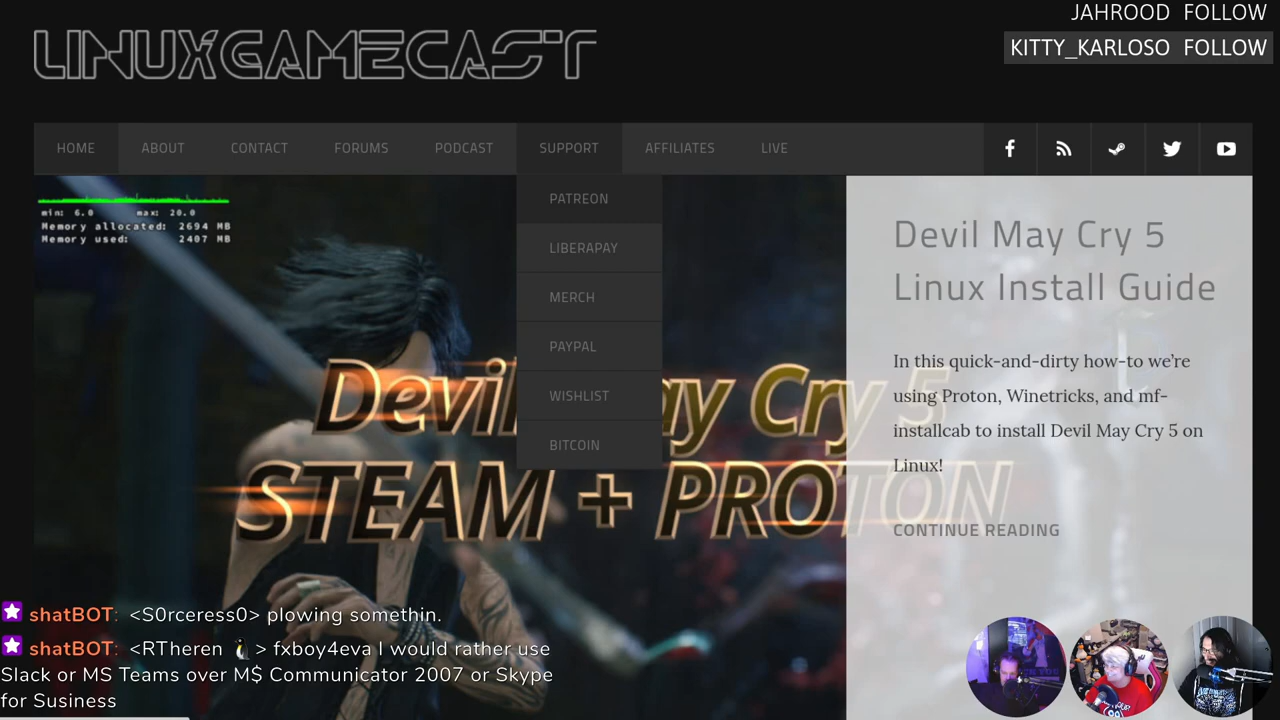 JAHROOD FOLLOW
KITTY_KARLOSO FOLLOW
LINUXGAMECAST
HOME ABOUT CONTACT FORUMS PODCAST SUPPORT AFFILIATES LIVE
PATREON
LIBERAPAY
MERCH
PAYPAL
WISHLIST
BITCOIN
min: 6.0 max: 20.0
Memory allocated: 2694 MB
Memory used: 2407 MB
Devil May Cry 5
STEAM + PROTON
Devil May Cry 5
Linux Install Guide
In this quick-and-dirty how-to we're
using Proton, Winetricks, and mf-
installcab to install Devil May Cry 5 on
Linux!
CONTINUE READING
shatBOT: <S0rceress0> plowing somethin.
shatBOT: <RTheren 🐧 > fxboy4eva I would rather use
Slack or MS Teams over M$ Communicator 2007 or Skype
for Susiness